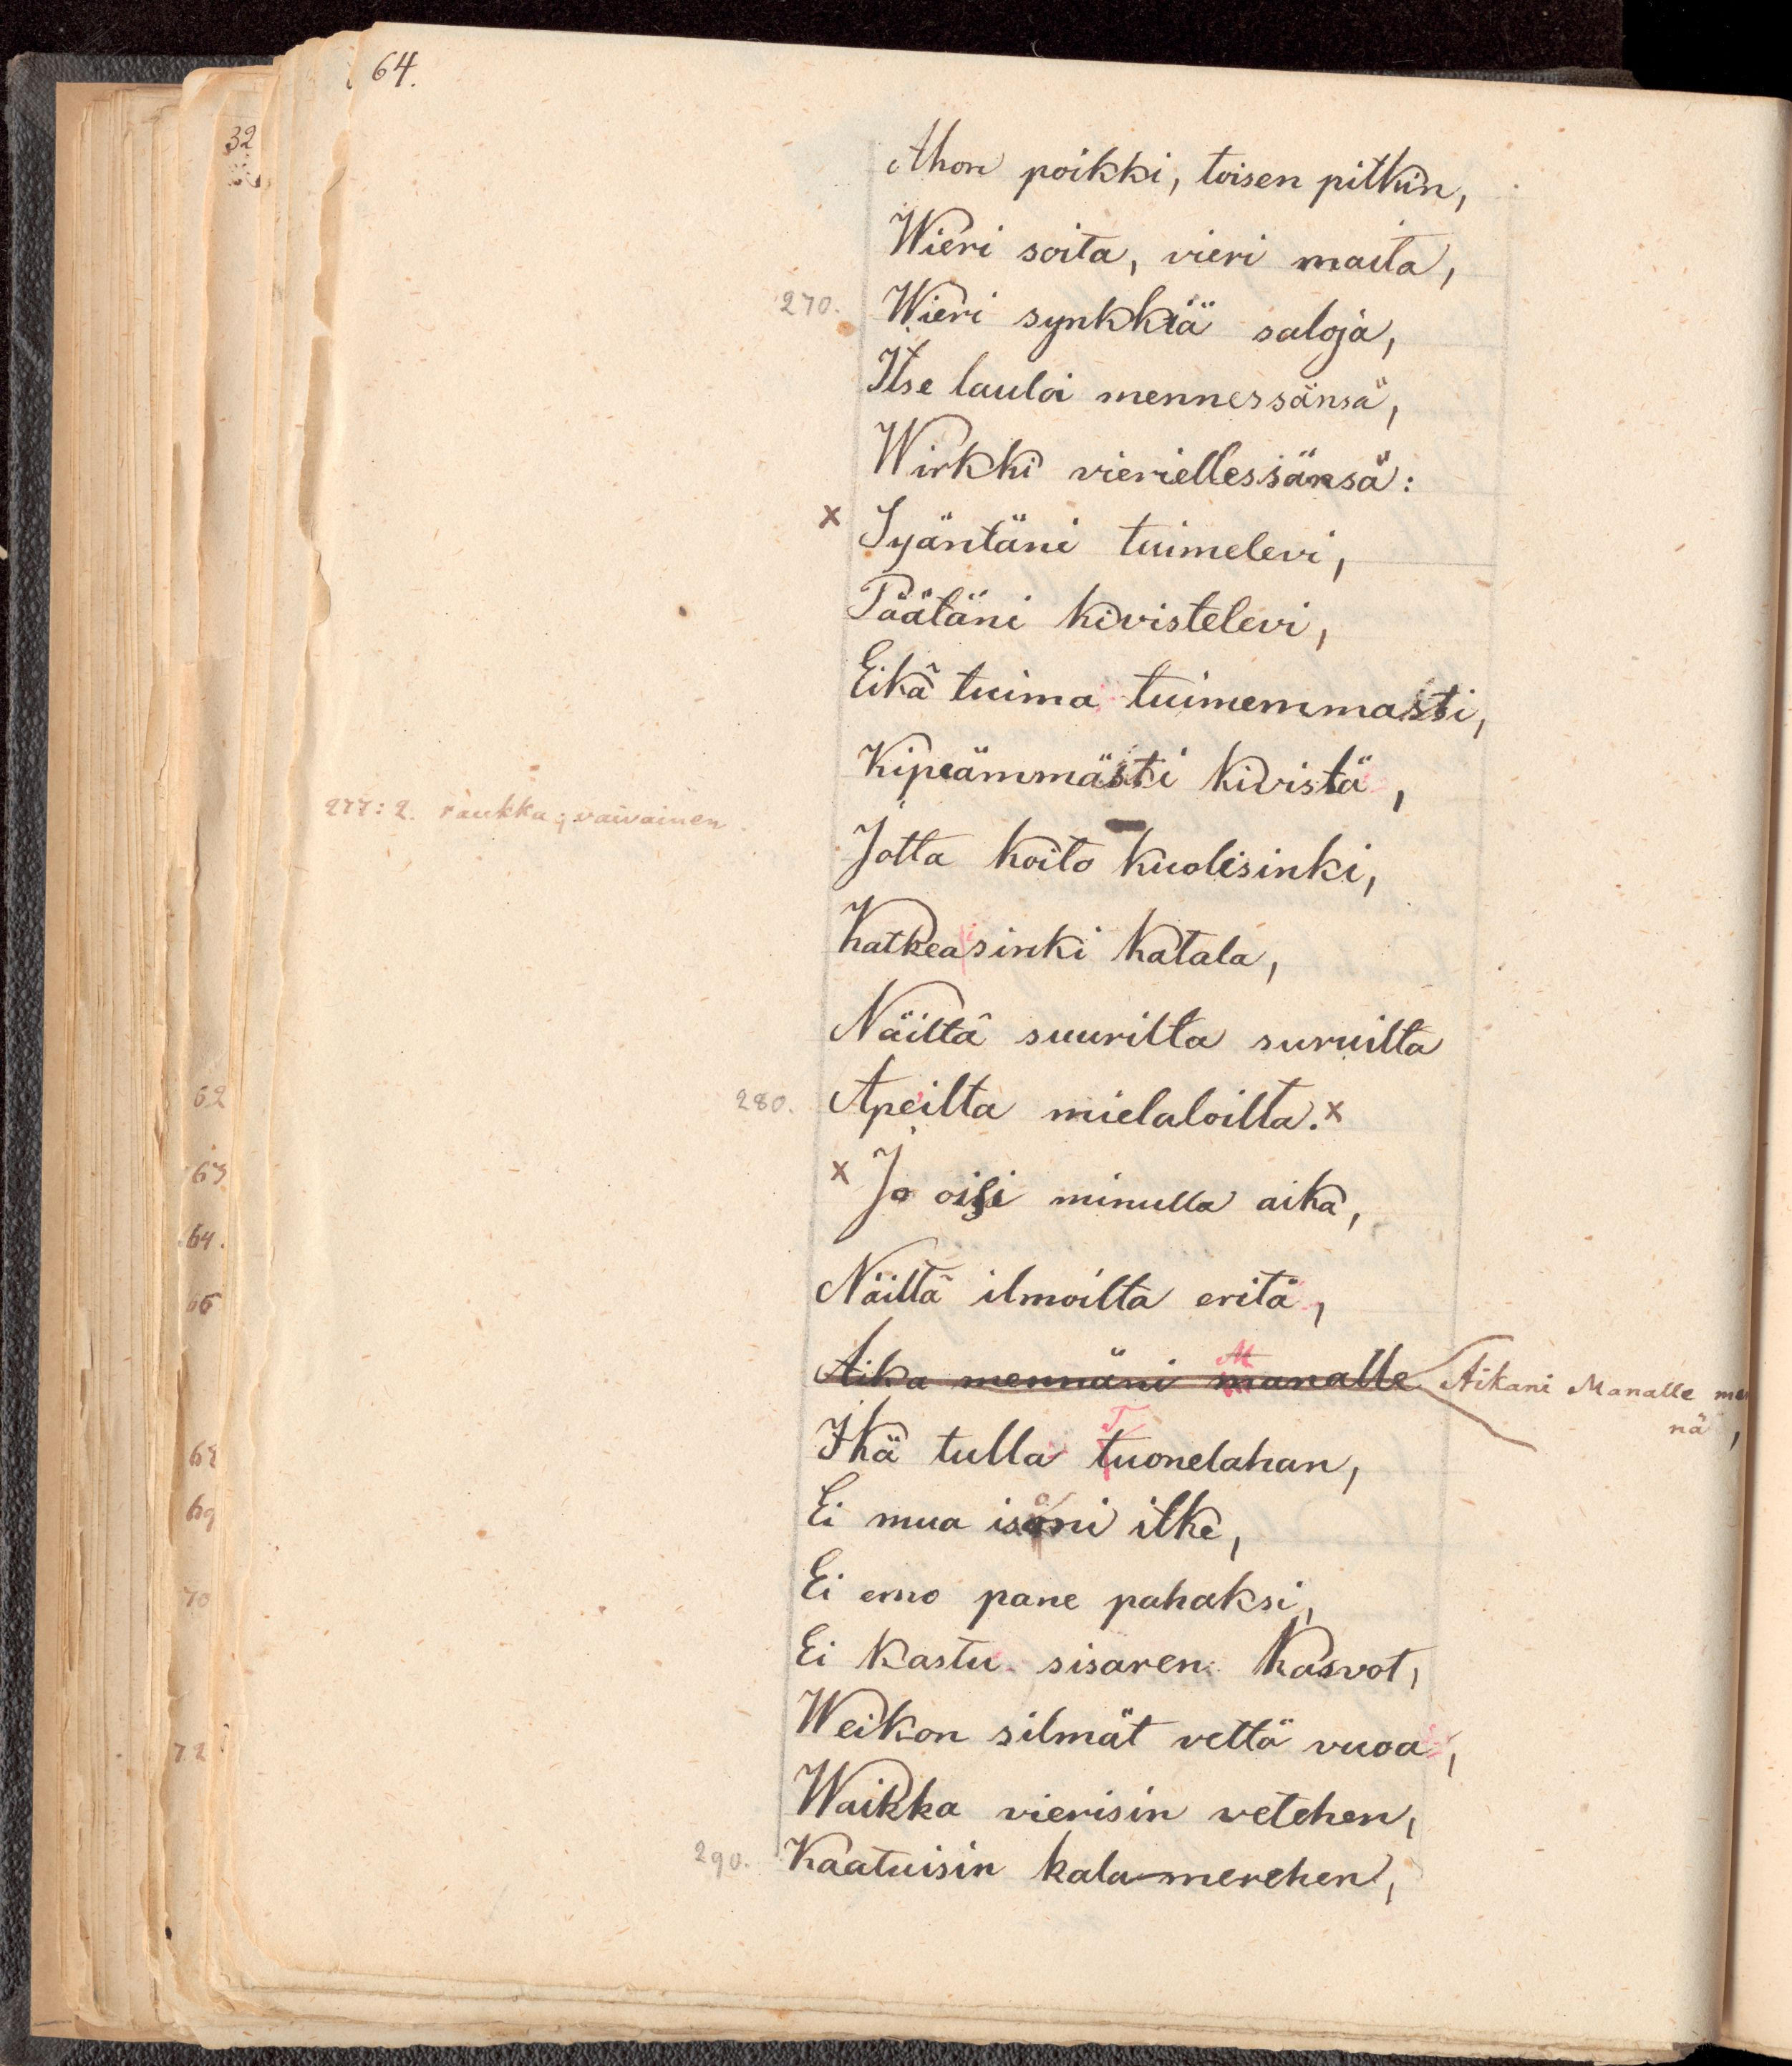 64.
32
Ahon poikki, toisen pitkin,
Wieri soita, vieri maita,
270. Wieri synkkiä saloja,
Itse lauloi mennessänsä,
Wirkki vieriellessänsä:
x Syäntäni tuimelevi,
Päätäni kivistelevi,
Eikä tuima tuimemmasti,
Kipeämmästi kivistä,
277: 2. raukka; vaivainen.
Jotta koito kuolisinki,
Katkeaisinki katala,
Näiltä suurilta suruilta
62
280. Apeilta mielaloilta. x
63
x Jo oisi minulla aika,
64.
Näiltä ilmoilta eritä,
65
Aika mennäni manalle M Aikani Manalle men
nä,
Ikä tulla Tuonelahan,
68
Ei mua isoni itke,
69
Ei emo pane pahaksi,
70
Ei kastu sisaren kasvot,
Weikon silmät vettä vuoa,
72
Waikka vierisin vetehen,
290. Kaatuisin kala-merehen,